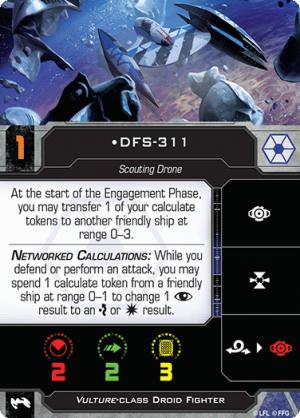 •DFS-311
1
Scouting Drone
At the start of the Engagement Phase,
you may transfer 1 of your calculate
tokens to another friendly ship at
range 0–3.
NETWORKED CALCULATIONS: While you
defend or perform an attack, you may
spend 1 calculate token from a friendly
ship at range 0–1 to change 1
result to an or result.
2 2 3
VULTURE-CLASS DROID FIGHTER
©LFL ©FFG